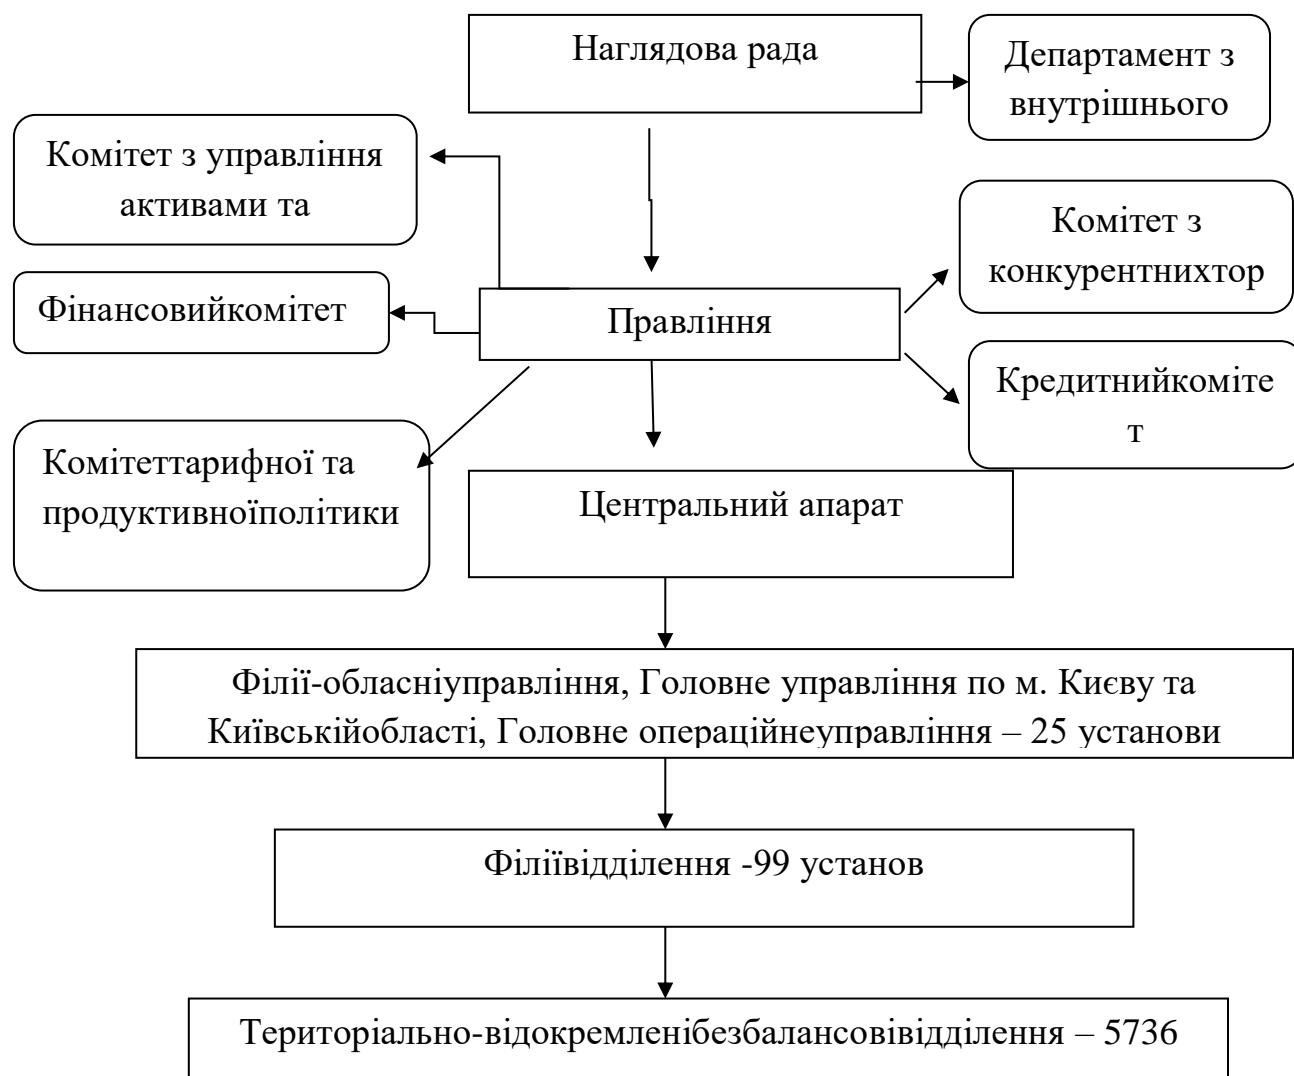 Наглядова рада
Департамент з
внутрішнього
Комітет з управління
активами та
Комітет з
конкурентнихтор
Фінансовийкомітет
Правління
Кредитнийкоміте
т
Комітеттарифної та
продуктивноїполітики
Центральний апарат
Філії-обласніуправління, Головне управління по м. Києву та
Київськійобласті, Головне операційнеуправління – 25 установи
Філіївідділення -99 установ
Територіально-відокремленібезбалансовівідділення – 5736